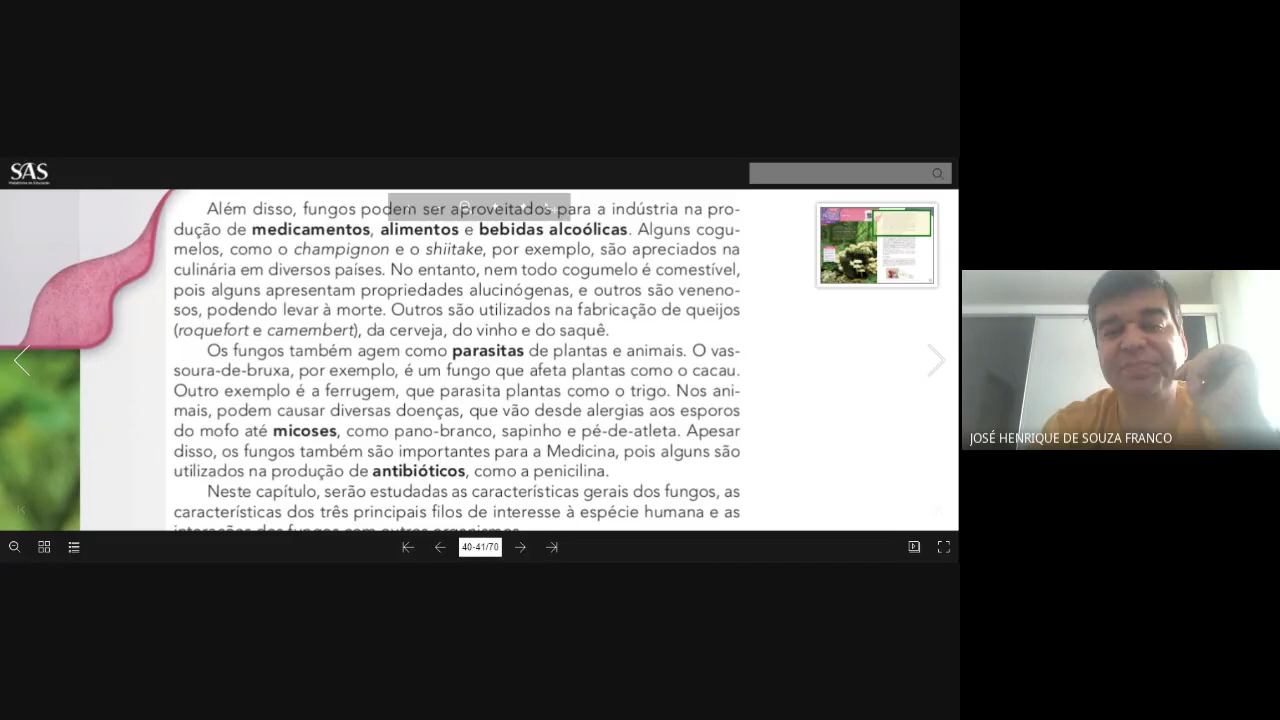 SAS
Além disso, fungos podem ser aproveitados para a indústria na pro-
dução de medicamentos, alimentos e bebidas alcoólicas. Alguns cogu-
melos, como o champignon e o shiitake, por exemplo, são apreciados na
culinária em diversos países. No entanto, nem todo cogumelo é comestível,
pois alguns apresentam propriedades alucinógenas, e outros são veneno-
sos, podendo levar à morte. Outros são utilizados na fabricação de queijos
(roquefort e camembert), da cerveja, do vinho e do saquê.
Os fungos também agem como parasitas de plantas e animais. O vas-
soura-de-bruxa, por exemplo, é um fungo que afeta plantas como o cacau.
Outro exemplo é a ferrugem, que parasita plantas como o trigo. Nos ani-
mais, podem causar diversas doenças, que vão desde alergias aos esporos
do mofo até micoses, como pano-branco, sapinho e pé-de-atleta. Apesar
disso, os fungos também são importantes para a Medicina, pois alguns são
utilizados na produção de antibióticos, como a penicilina.
Neste capítulo, serão estudadas as características gerais dos fungos, as
características dos três principais filos de interesse à espécie humana e as
interações dos fungos com outros organismos.
40-41/70
JOSÉ HENRIQUE DE SOUZA FRANCO